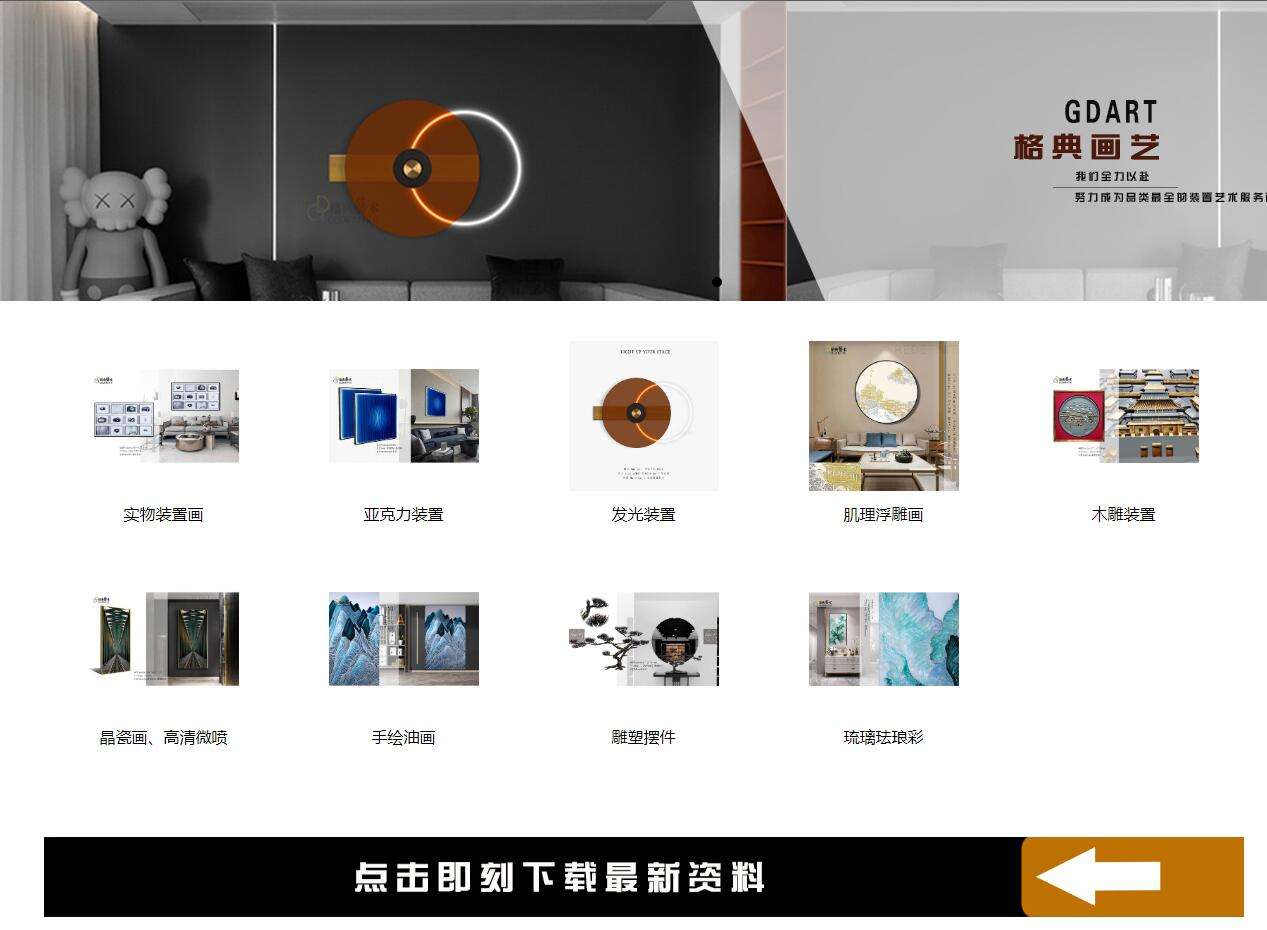 GDART
格典画艺
我们全力以赴
努力成为品类最全的装置艺术服务
LIGHT UP YOUR SPACE
实物装置画
亚克力装置
发光装置
肌理浮雕画
木雕装置
晶瓷画、高清微喷
手绘油画
雕塑摆件
琉璃珐琅彩
点击即刻下载最新资料